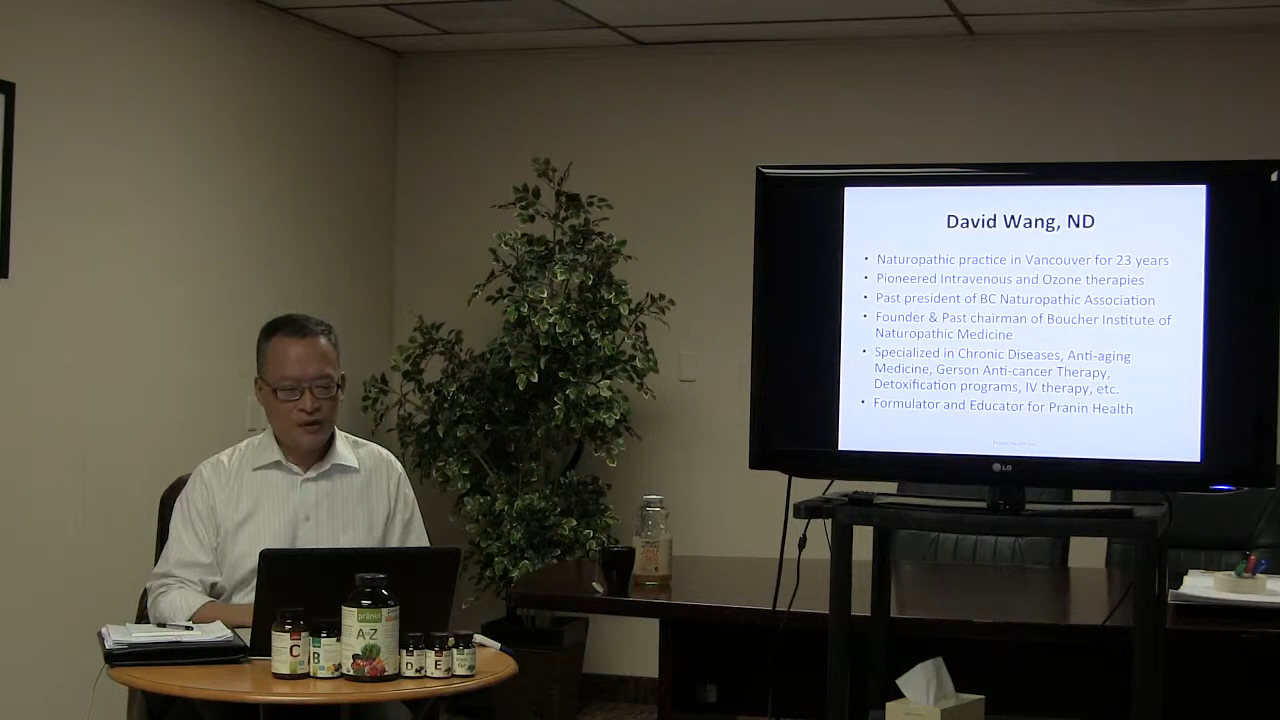 David Wang, ND
• Naturopathic practice in Vancouver for 23 years
• Pioneered Intravenous and Ozone therapies
• Past president of BC Naturopathic Association
• Founder & Past chairman of Boucher Institute of
Naturopathic Medicine
• Specialized in Chronic Diseases, Anti-aging
Medicine, Gerson Anti-cancer Therapy,
Detoxification programs, IV therapy, etc.
• Formulator and Educator for Pranin Health
LG
pranin
A-Z
C
B
D
E